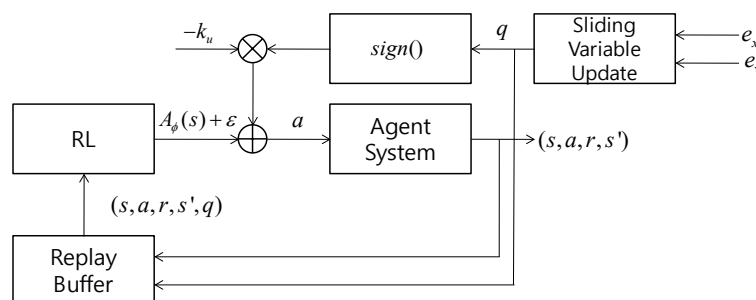 −k_u
sign()
q
Sliding
Variable
Update
e_x
e
RL
A_ϕ(s) + ε
a
Agent
System
(s, a, r, s')
(s, a, r, s', q)
Replay
Buffer